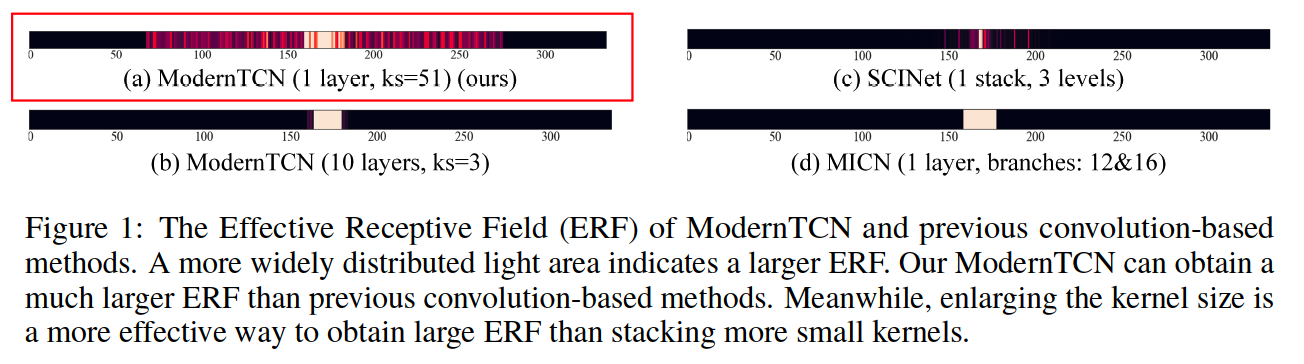 0 50 100 150 200 250 300
(a) ModernTCN (1 layer, ks=51) (ours)
0 50 100 150 200 250 300
(b) ModernTCN (10 layers, ks=3)
0 50 100 150 200 250 300
(c) SCINet (1 stack, 3 levels)
0 50 100 150 200 250 300
(d) MICN (1 layer, branches: 12&16)
Figure 1: The Effective Receptive Field (ERF) of ModernTCN and previous convolution-based
methods. A more widely distributed light area indicates a larger ERF. Our ModernTCN can obtain a
much larger ERF than previous convolution-based methods. Meanwhile, enlarging the kernel size is
a more effective way to obtain large ERF than stacking more small kernels.